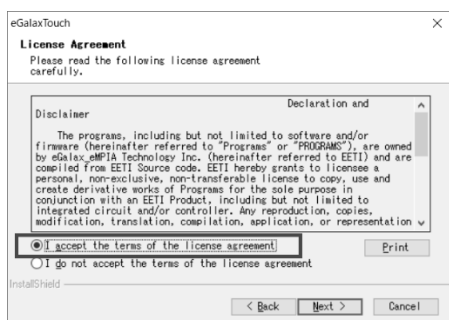 eGalaxTouch
License Agreement
Please read the following license agreement
carefully.
Declaration and
Disclaimer
The programs, including but not limited to software and/or
firmware (hereinafter referred to "Programs" or "PROGRAMS"), are owned
by eGalax_eMPIA Technology Inc. (hereinafter referred to EETI) and are
compiled from EETI Source code. EETI hereby grants to licensee a
personal, non-exclusive, non-transferable license to copy, use and
create derivative works of Programs for the sole purpose in
conjunction with an EETI Product, including but not limited to
integrated circuit and/or controller. Any reproduction, copies,
modification, translation, compilation, application, or representation
I accept the terms of the license agreement
Print
I do not accept the terms of the license agreement
InstallShield
< Back
Next >
Cancel